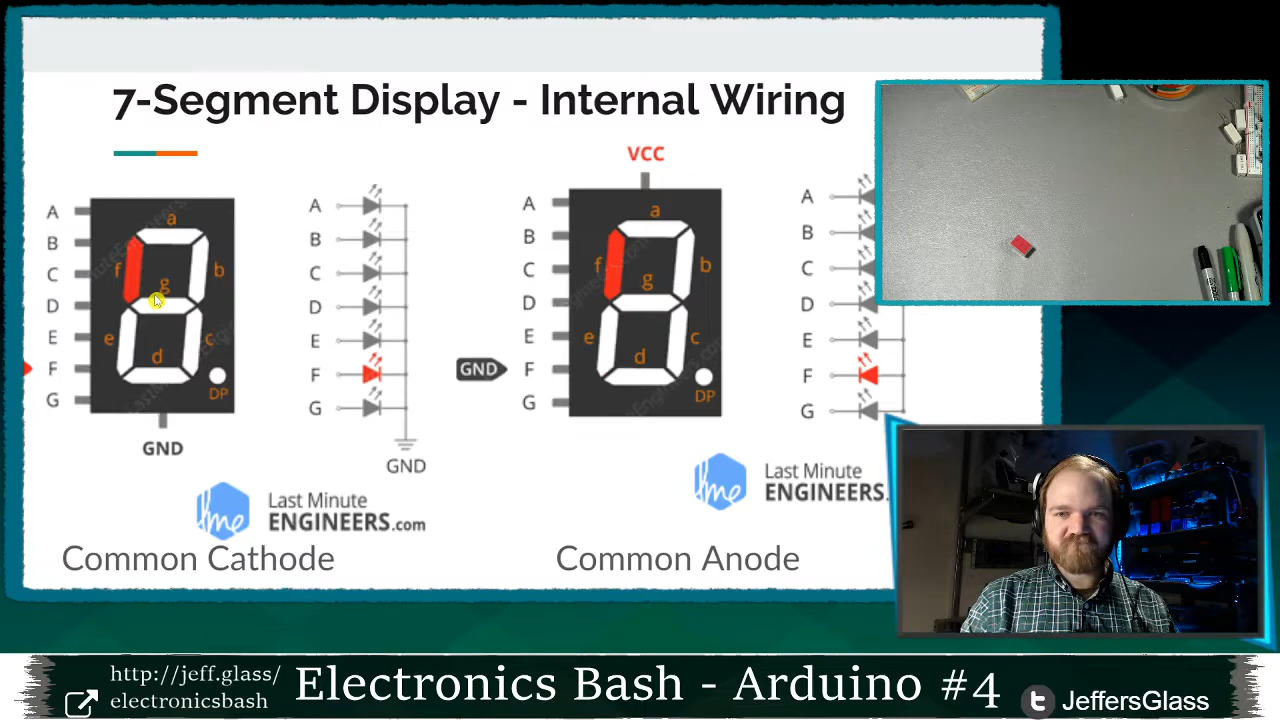 7-Segment Display - Internal Wiring
VCC
A
B
C
D
E
F
G
a
b
c
d
e
f
g
DP
GND
A
B
C
D
E
F
G
GND
GND
A
B
C
D
E
F
G
a
b
c
d
e
f
g
DP
A
B
C
E
F
G
Last Minute
ENGINEERS.com
Last Minute
ENGINEERS.
Common Cathode
Common Anode
http://jeff.glass/
electronicsbash
Electronics Bash - Arduino #4
JeffersGlass